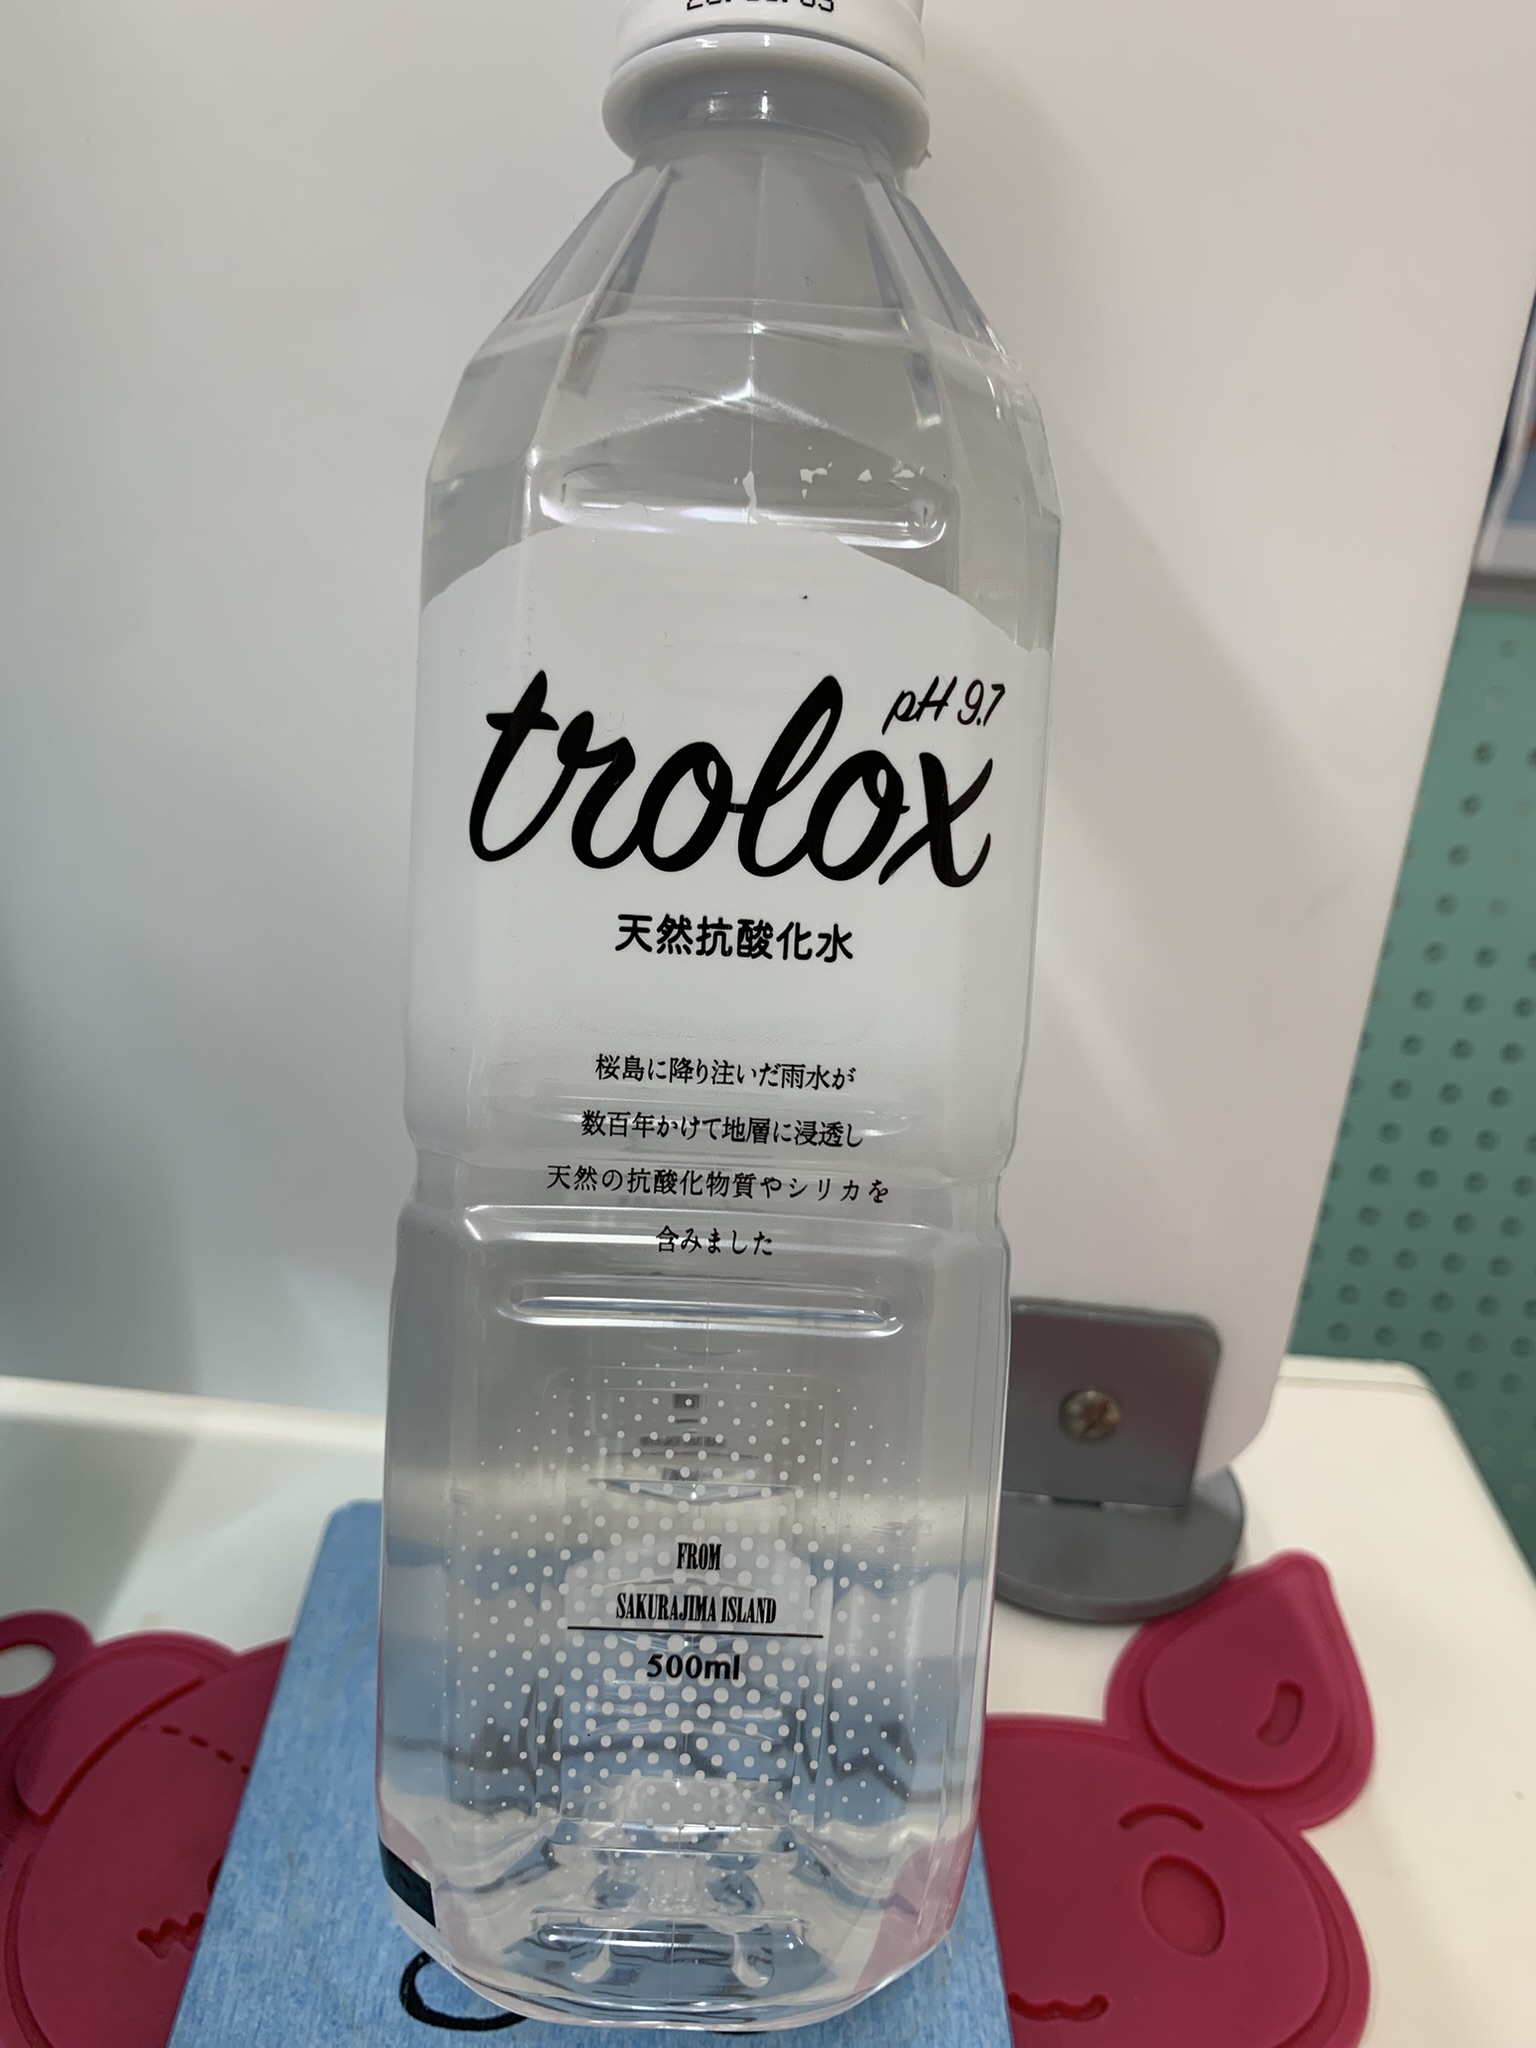 pH 9.7
trolox
天然抗酸化水
桜島に降り注いだ雨水が
数百年かけて地層に浸透し
天然の抗酸化物質やシリカを
含みました
FROM
SAKURAJIMA ISLAND
500ml